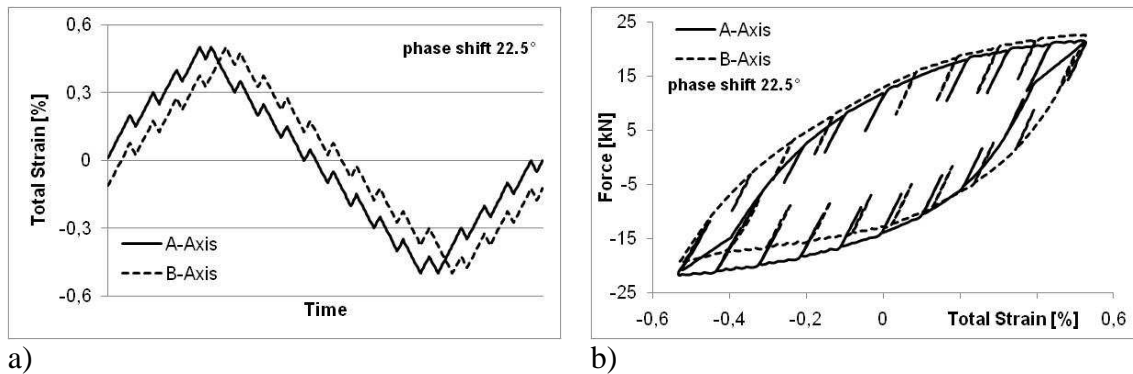 phase shift 22.5°
Total Strain [%]
0,6
0,3
0
-0,3
-0,6
A-Axis
B-Axis
Time
a)
A-Axis
B-Axis
phase shift 22.5°
Force [kN]
25
15
5
-5
-15
-25
-0,6
-0,4
-0,2
0
Total Strain [%]
0,6
b)